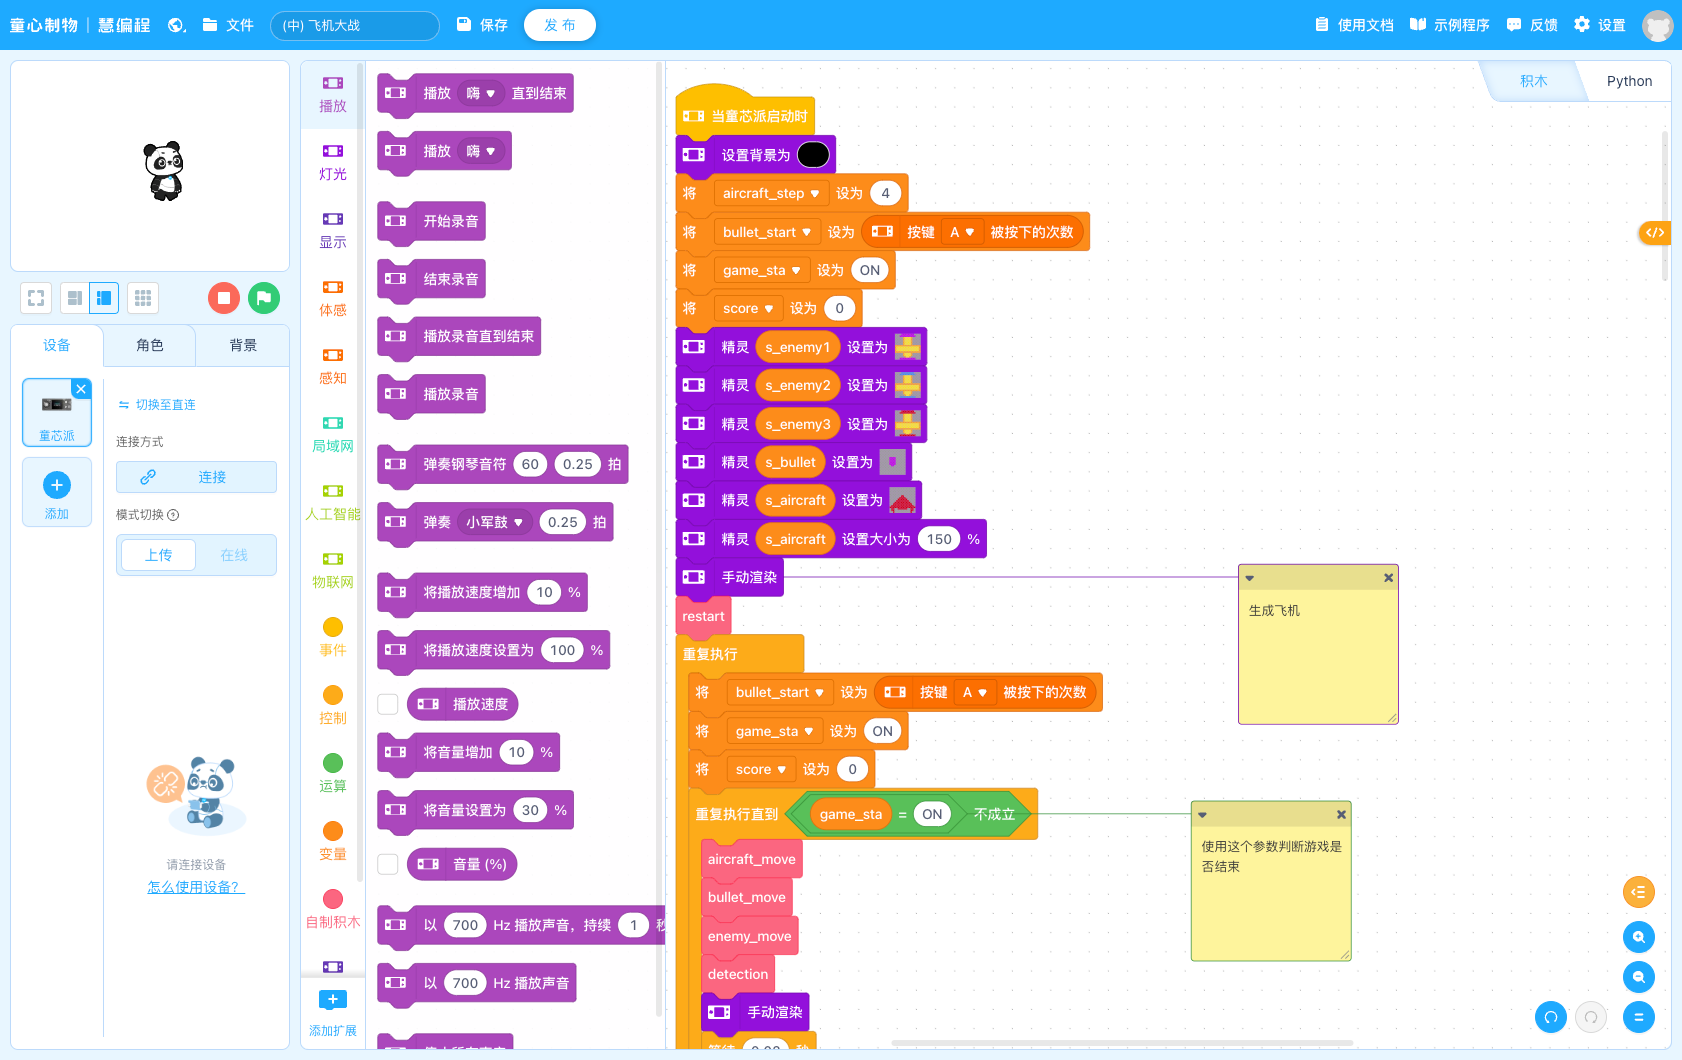 童心制物 | 慧编程
文件
(中) 飞机大战
保存
发布
使用文档
示例程序
反馈
设置
设备
角色
背景
童芯派
添加
切换至直连
连接方式
连接
模式切换
上传
在线
请连接设备
怎么使用设备?
播放
灯光
显示
体感
感知
局域网
人工智能
物联网
事件
控制
运算
变量
自制积木
添加扩展
播放 嗨 直到结束
播放 嗨
开始录音
结束录音
播放录音直到结束
播放录音
弹奏钢琴音符 60 0.25 拍
弹奏 小军鼓 0.25 拍
将播放速度增加 10 %
将播放速度设置为 100 %
播放速度
将音量增加 10 %
将音量设置为 30 %
音量 (%)
以 700 Hz 播放声音，持续 1 秒
以 700 Hz 播放声音
积木
Python
当童芯派启动时
设置背景为
将 aircraft_step 设为 4
将 bullet_start 设为 按键 A 被按下的次数
将 game_sta 设为 ON
将 score 设为 0
精灵 s_enemy1 设置为
精灵 s_enemy2 设置为
精灵 s_enemy3 设置为
精灵 s_bullet 设置为
精灵 s_aircraft 设置为
精灵 s_aircraft 设置大小为 150 %
手动渲染
restart
重复执行
将 bullet_start 设为 按键 A 被按下的次数
将 game_sta 设为 ON
将 score 设为 0
重复执行直到 game_sta = ON 不成立
aircraft_move
bullet_move
enemy_move
detection
手动渲染
生成飞机
使用这个参数判断游戏是
否结束